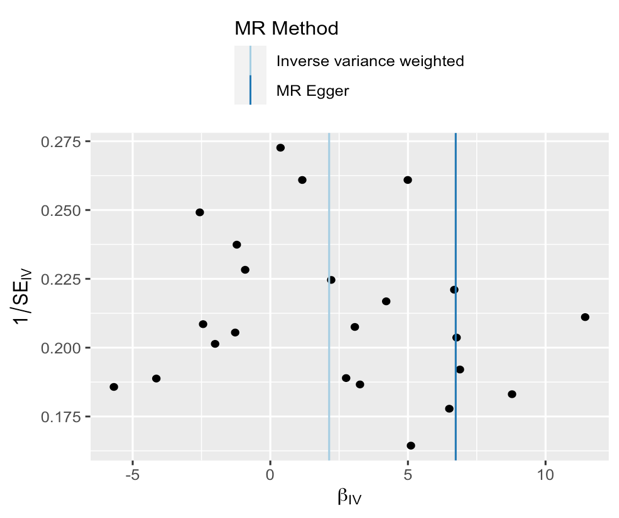 MR Method
Inverse variance weighted
MR Egger
0.275
0.250
0.225
0.200
0.175
1/SE_IV
-5
0
5
10
β_IV